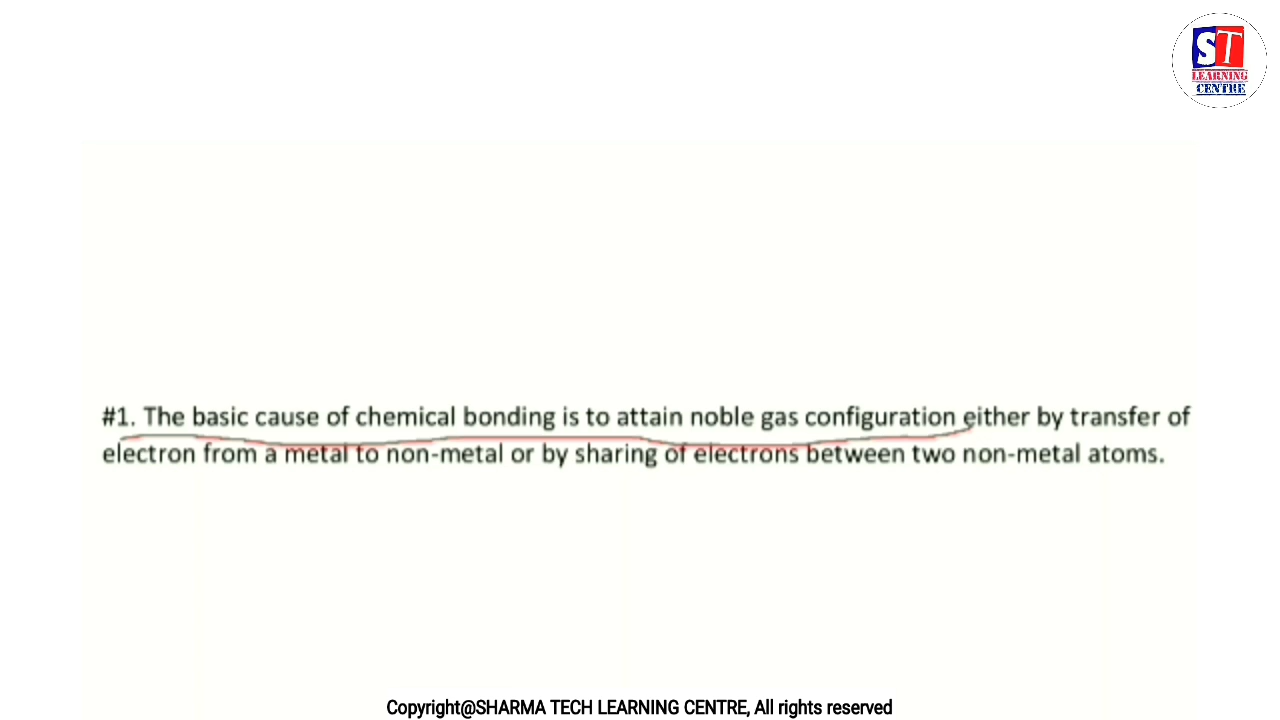 ST
LEARNING
CENTRE
#1. The basic cause of chemical bonding is to attain noble gas configuration either by transfer of
electron from a metal to non-metal or by sharing of electrons between two non-metal atoms.
Copyright@SHARMA TECH LEARNING CENTRE, All rights reserved